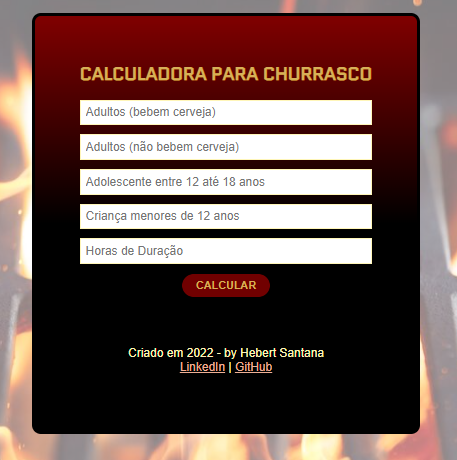 CALCULADORA PARA CHURRASCO
Adultos (bebem cerveja)
Adultos (não bebem cerveja)
Adolescente entre 12 até 18 anos
Criança menores de 12 anos
Horas de Duração
CALCULAR
Criado em 2022 - by Hebert Santana
LinkedIn | GitHub